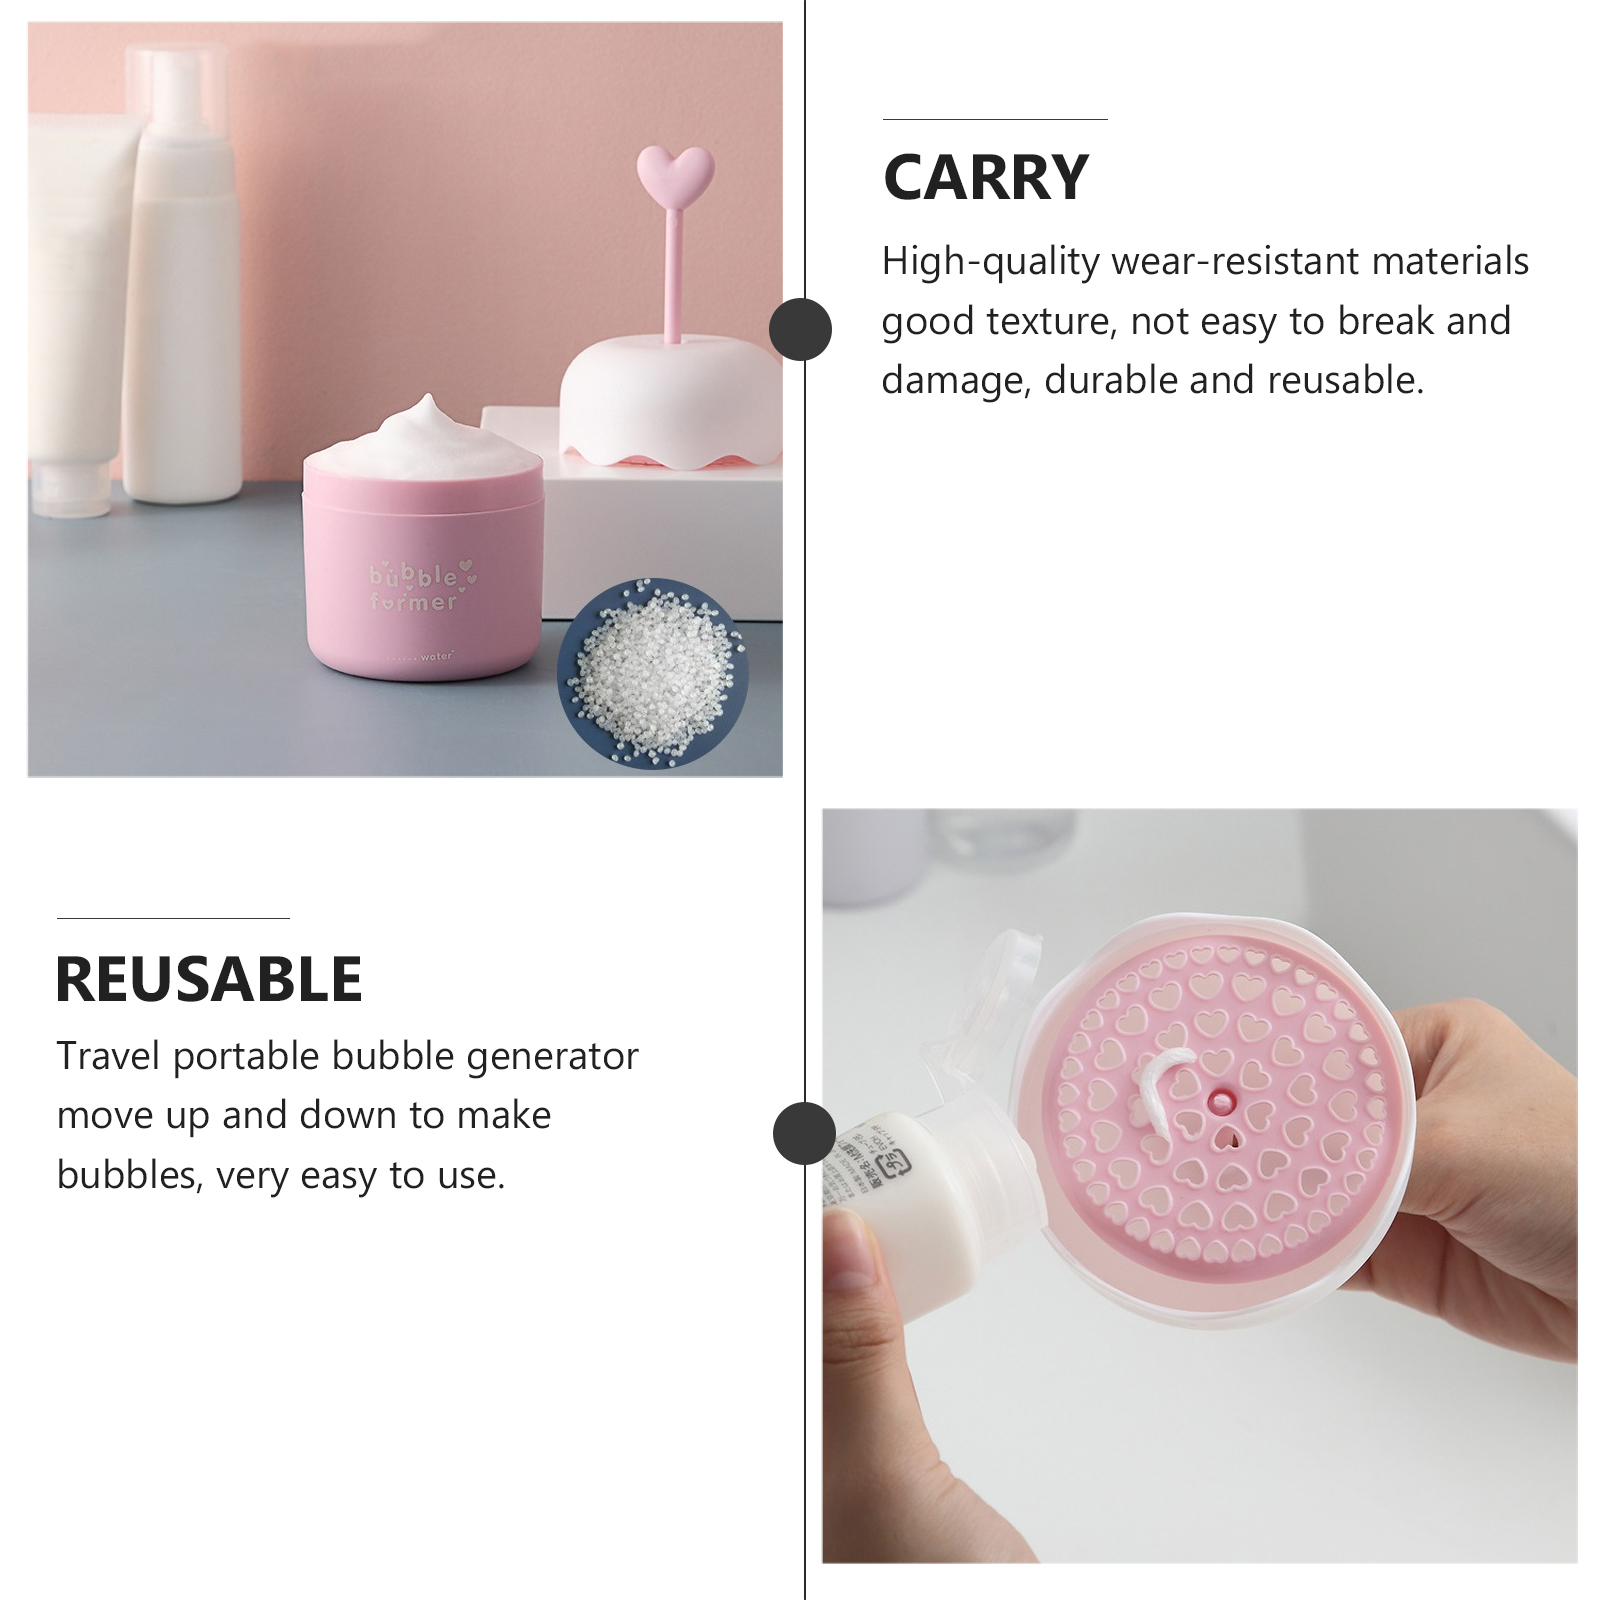 CARRY
High-quality wear-resistant materials
good texture, not easy to break and
damage, durable and reusable.
bubble
former
water
REUSABLE
Travel portable bubble generator
move up and down to make
bubbles, very easy to use.